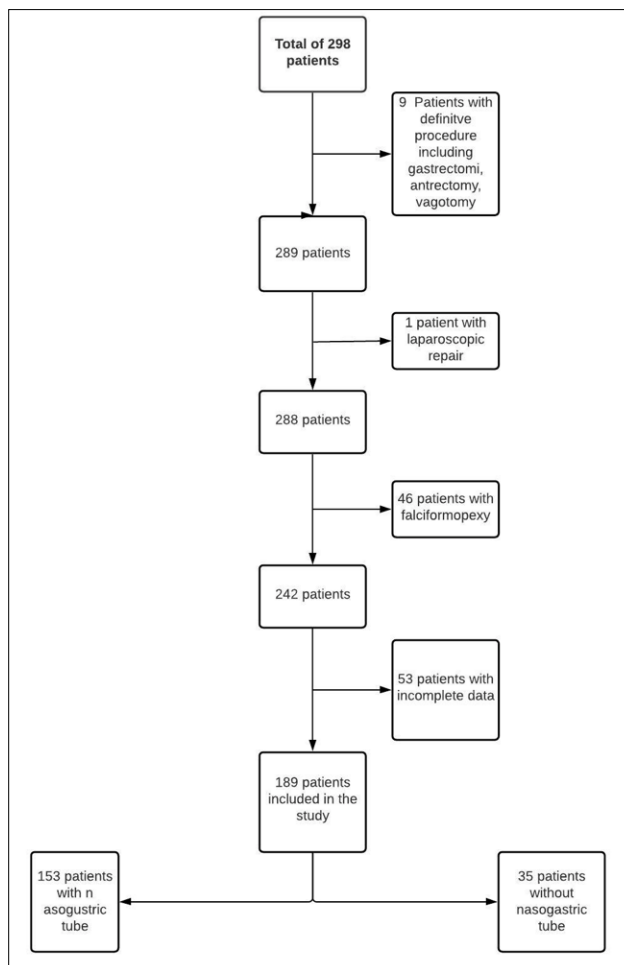 Total of 298
patients
9 Patients with
definitve
procedure
including
gastrectomi,
antrectomy,
vagotomy
289 patients
1 patient with
laparoscopic
repair
288 patients
46 patients with
falciformopexy
242 patients
53 patients with
incomplete data
189 patients
included in the
study
153 patients
with n
asogustric
tube
35 patients
without
nasogastric
tube